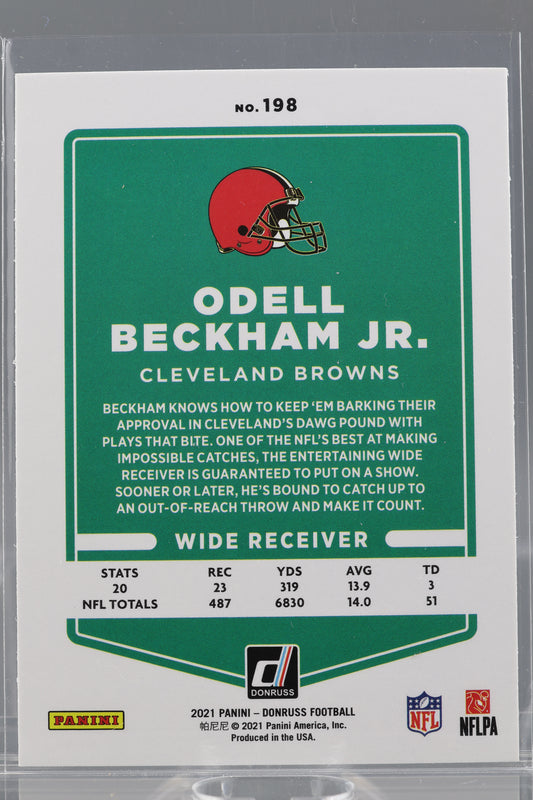 NO. 198
ODELL
BECKHAM JR.
CLEVELAND BROWNS
BECKHAM KNOWS HOW TO KEEP ‘EM BARKING THEIR
APPROVAL IN CLEVELAND’S DAWG POUND WITH
PLAYS THAT BITE. ONE OF THE NFL’S BEST AT MAKING
IMPOSSIBLE CATCHES, THE ENTERTAINING WIDE
RECEIVER IS GUARANTEED TO PUT ON A SHOW.
SOONER OR LATER, HE’S BOUND TO CATCH UP TO
AN OUT-OF-REACH THROW AND MAKE IT COUNT.
WIDE RECEIVER
STATS REC YDS AVG TD
20 23 319 13.9 3
NFL TOTALS 487 6830 14.0 51
d
DONRUSS
2021 PANINI – DONRUSS FOOTBALL
帕尼尼 © 2021 Panini America, Inc.
Produced in the USA.
PANINI
NFL
NFLPA